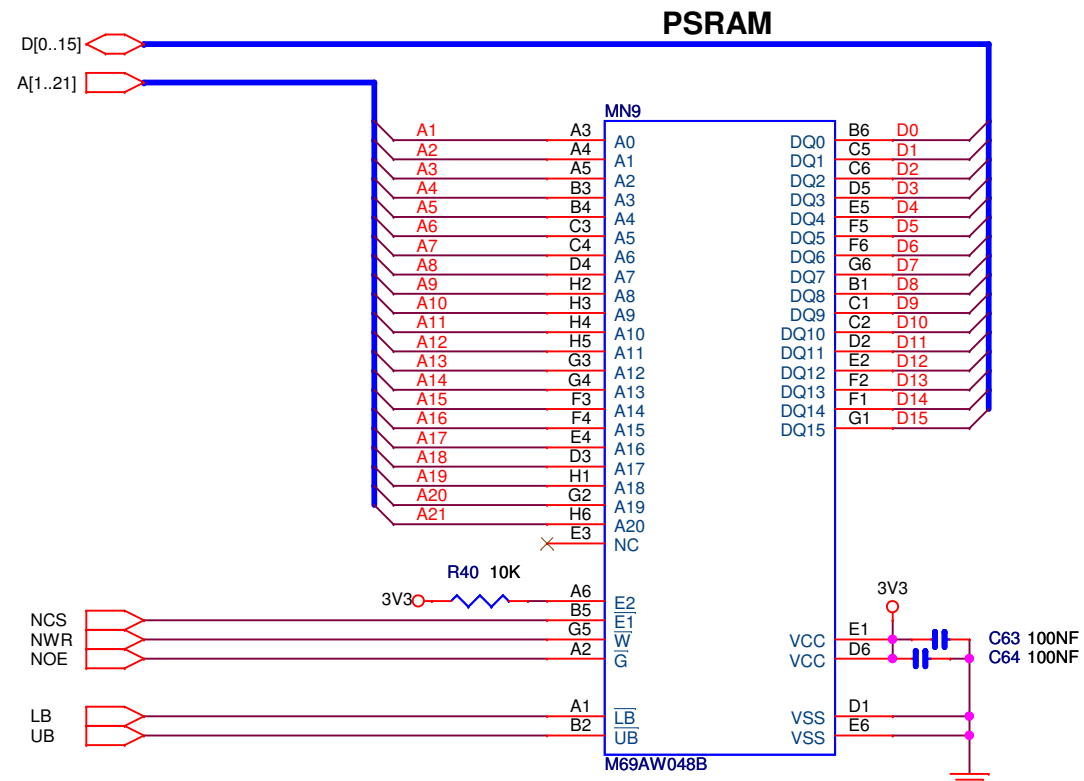 PSRAM
D[0..15]
A[1..21]
MN9
A1 A3 A0 DQ0 B6 D0
A2 A4 A1 DQ1 C5 D1
A3 A5 A2 DQ2 C6 D2
A4 B3 A3 DQ3 D5 D3
A5 B4 A4 DQ4 E5 D4
A6 C3 A5 DQ5 F5 D5
A7 C4 A6 DQ6 F6 D6
A8 D4 A7 DQ7 G6 D7
A9 H2 A8 DQ8 B1 D8
A10 H3 A9 DQ9 C1 D9
A11 H4 A10 DQ10 C2 D10
A12 H5 A11 DQ11 D2 D11
A13 G3 A12 DQ12 E2 D12
A14 G4 A13 DQ13 F2 D13
A15 F3 A14 DQ14 F1 D14
A16 F4 A15 DQ15 G1 D15
A17 E4 A16
A18 D3 A17
A19 H1 A18
A20 G2 A19
A21 H6 A20
E3 NC
R40 10K
3V3 A6 E2 3V3
NCS B5 E1
NWR G5 W VCC E1 C63 100NF
NOE A2 G VCC D6 C64 100NF
LB A1 LB VSS D1
UB B2 UB VSS E6
M69AW048B